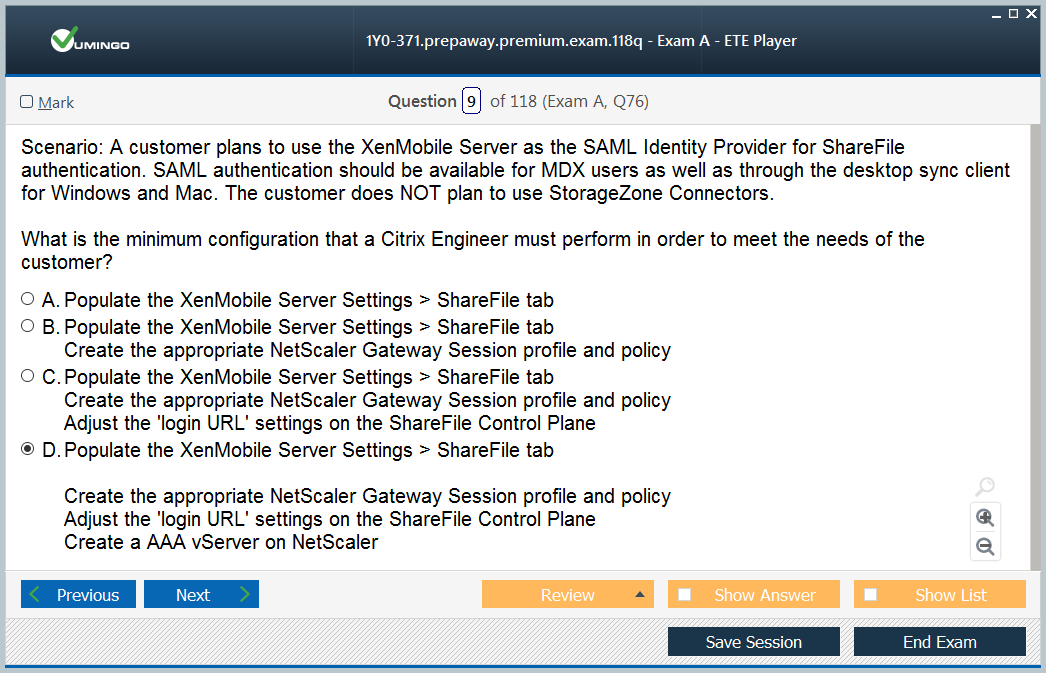 VUMINGO
1Y0-371.prepaway.premium.exam.118q - Exam A - ETE Player
Mark
Question 9 of 118 (Exam A, Q76)
Scenario: A customer plans to use the XenMobile Server as the SAML Identity Provider for ShareFile
authentication. SAML authentication should be available for MDX users as well as through the desktop sync client
for Windows and Mac. The customer does NOT plan to use StorageZone Connectors.
What is the minimum configuration that a Citrix Engineer must perform in order to meet the needs of the
customer?
A. Populate the XenMobile Server Settings > ShareFile tab
B. Populate the XenMobile Server Settings > ShareFile tab
Create the appropriate NetScaler Gateway Session profile and policy
C. Populate the XenMobile Server Settings > ShareFile tab
Create the appropriate NetScaler Gateway Session profile and policy
Adjust the 'login URL' settings on the ShareFile Control Plane
D. Populate the XenMobile Server Settings > ShareFile tab
Create the appropriate NetScaler Gateway Session profile and policy
Adjust the 'login URL' settings on the ShareFile Control Plane
Create a AAA vServer on NetScaler
Previous Next Review Show Answer Show List
Save Session End Exam